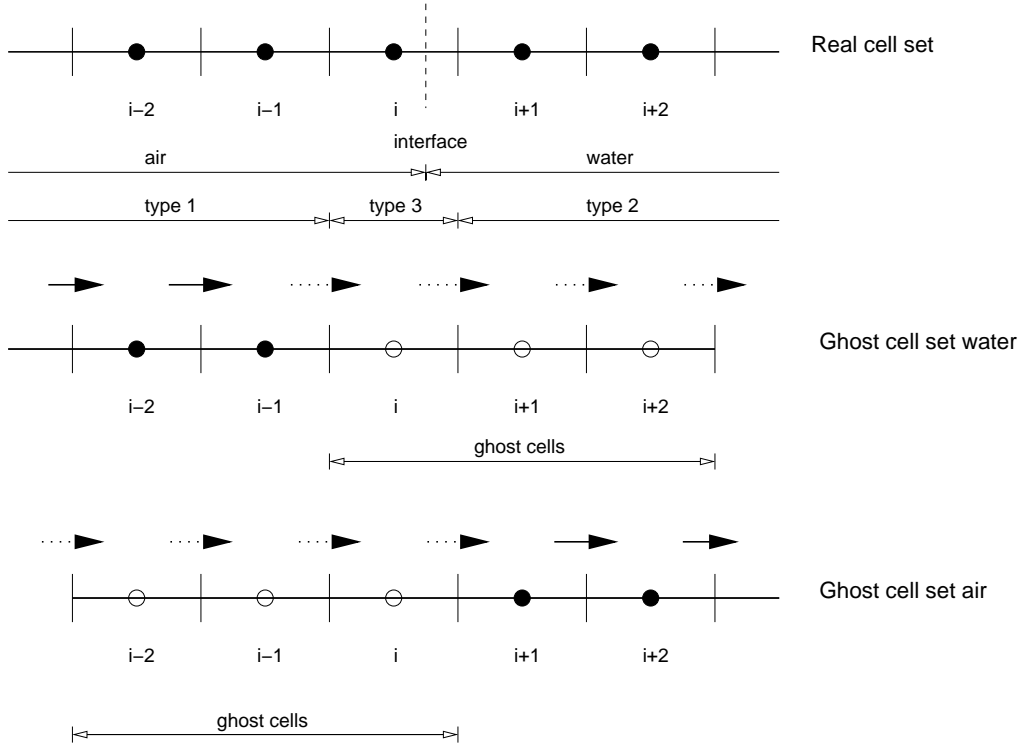 Real cell set
i−2 i−1 i i+1 i+2
interface
air water
type 1 type 3 type 2
Ghost cell set water
i−2 i−1 i i+1 i+2
ghost cells
Ghost cell set air
i−2 i−1 i i+1 i+2
ghost cells